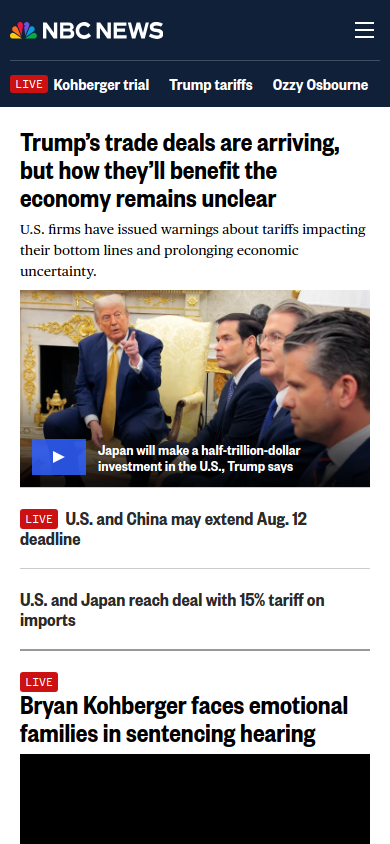 NBC NEWS
LIVE Kohberger trial Trump tariffs Ozzy Osbourne
Trump’s trade deals are arriving,
but how they’ll benefit the
economy remains unclear
U.S. firms have issued warnings about tariffs impacting
their bottom lines and prolonging economic
uncertainty.
Japan will make a half-trillion-dollar
investment in the U.S., Trump says
LIVE U.S. and China may extend Aug. 12
deadline
U.S. and Japan reach deal with 15% tariff on
imports
LIVE
Bryan Kohberger faces emotional
families in sentencing hearing